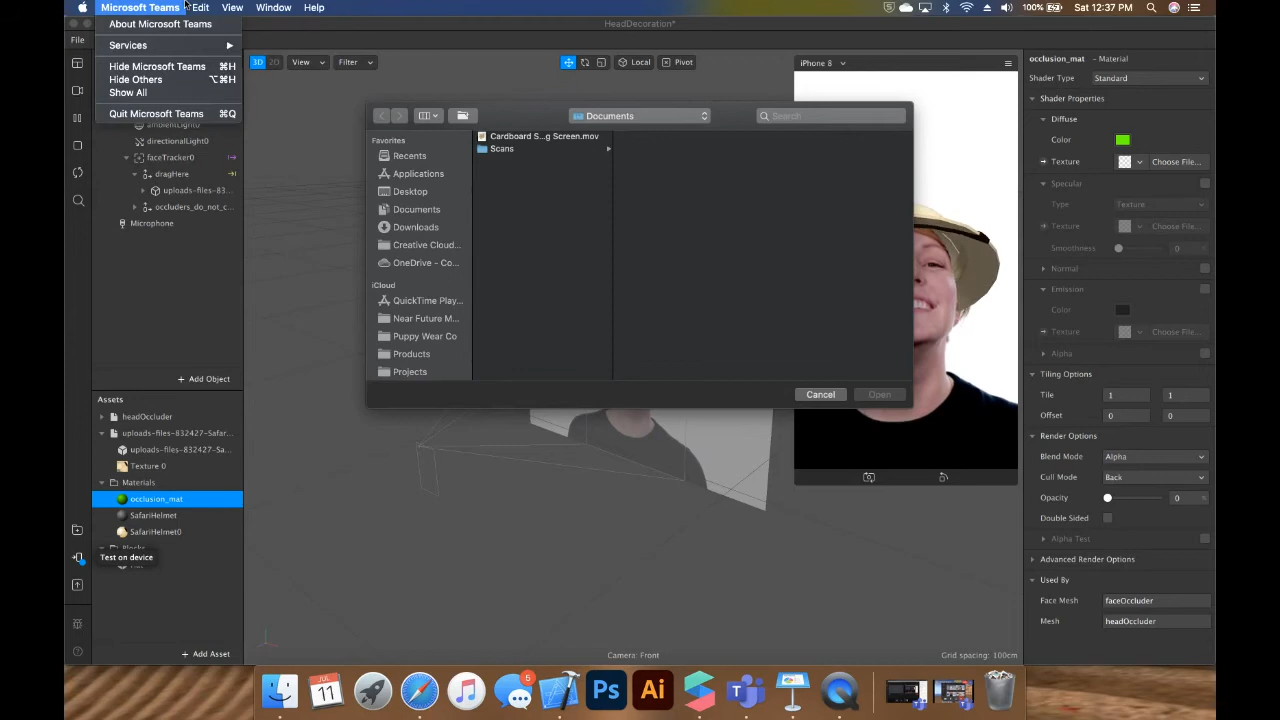 Microsoft Teams Edit View Window Help 100% Sat 12:37 PM
About Microsoft Teams
Services
Hide Microsoft Teams ⌘H
Hide Others ⌥⌘H
Show All
Quit Microsoft Teams ⌘Q
HeadDecoration*
File
3D 2D View Filter Local Pivot
ambientLight0
directionalLight0
faceTracker0
dragHere
uploads-files-83...
occluders_do_not_c...
Microphone
Add Object
Assets
headOccluder
uploads-files-832427-Safar...
uploads-files-832427-Sa...
Texture 0
Materials
occlusion_mat
SafariHelmet
SafariHelmet0
Blocks
Test on device
Add Asset
Documents
Search
Favorites
Recents
Applications
Desktop
Documents
Downloads
Creative Cloud...
OneDrive - Co...
iCloud
QuickTime Play...
Near Future M...
Puppy Wear Co
Products
Projects
Cardboard S...g Screen.mov
Scans
Cancel Open
iPhone 8
Camera: Front
Grid spacing: 100cm
occlusion_mat - Material
Shader Type Standard
Shader Properties
Diffuse
Color
Texture Choose File...
Specular
Type Texture
Texture Choose File...
Smoothness 0
Normal
Emission
Color
Texture Choose File...
Alpha
Tiling Options
Tile 1 1
Offset 0 0
Render Options
Blend Mode Alpha
Cull Mode Back
Opacity 0
Double Sided
Alpha Test
Advanced Render Options
Used By
Face Mesh faceOccluder
Mesh headOccluder
JUL
11
5
Ps
Ai